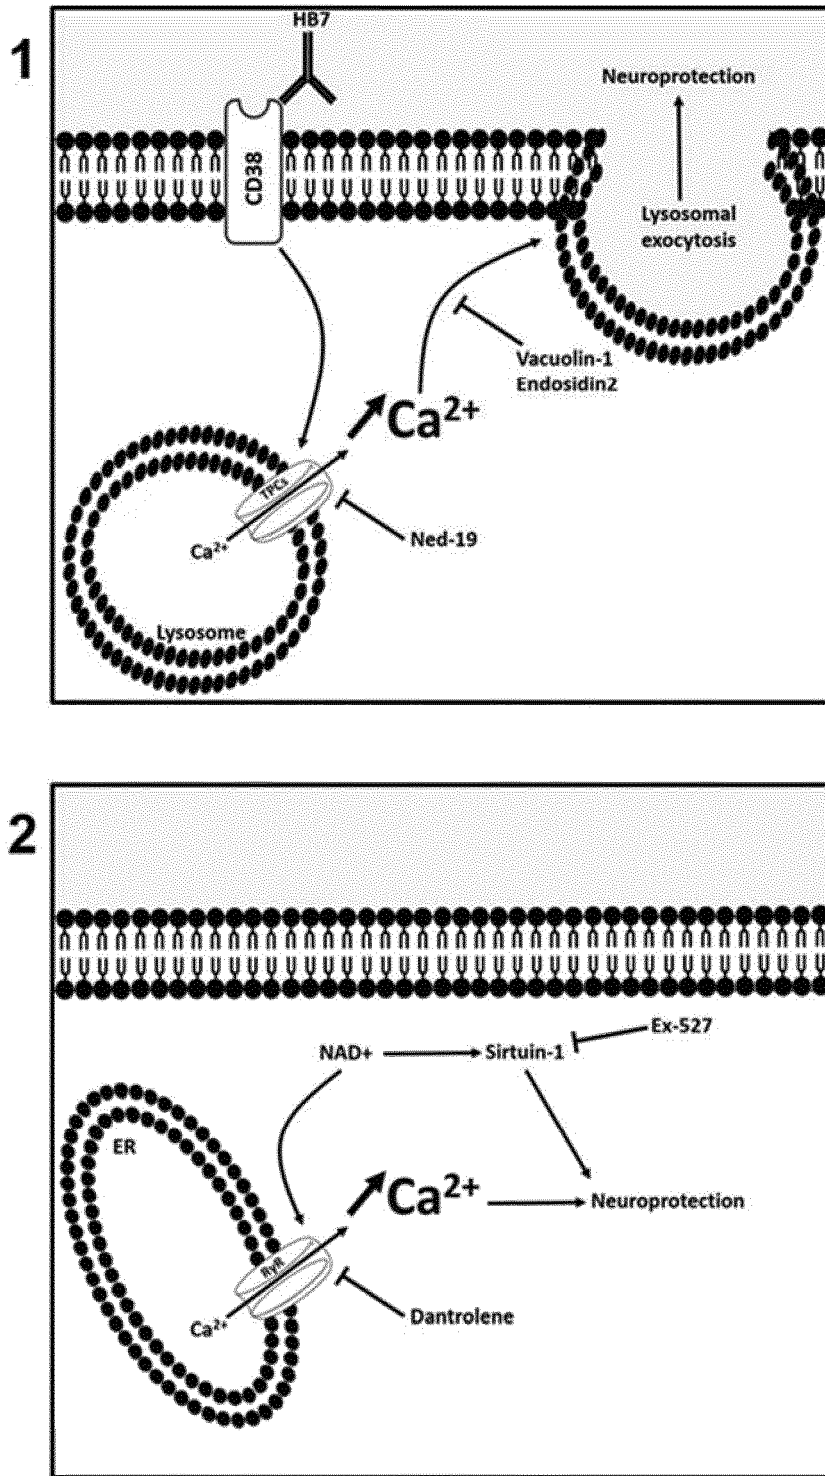 1
HB7
CD38
Neuroprotection
Lysosomal
exocytosis
Vacuolin-1
Endosidin2
Ca²⁺
TPCs
Ca²⁺
Ned-19
Lysosome
2
Ex-527
NAD+
Sirtuin-1
ER
Ca²⁺
Neuroprotection
RyR
Ca²⁺
Dantrolene